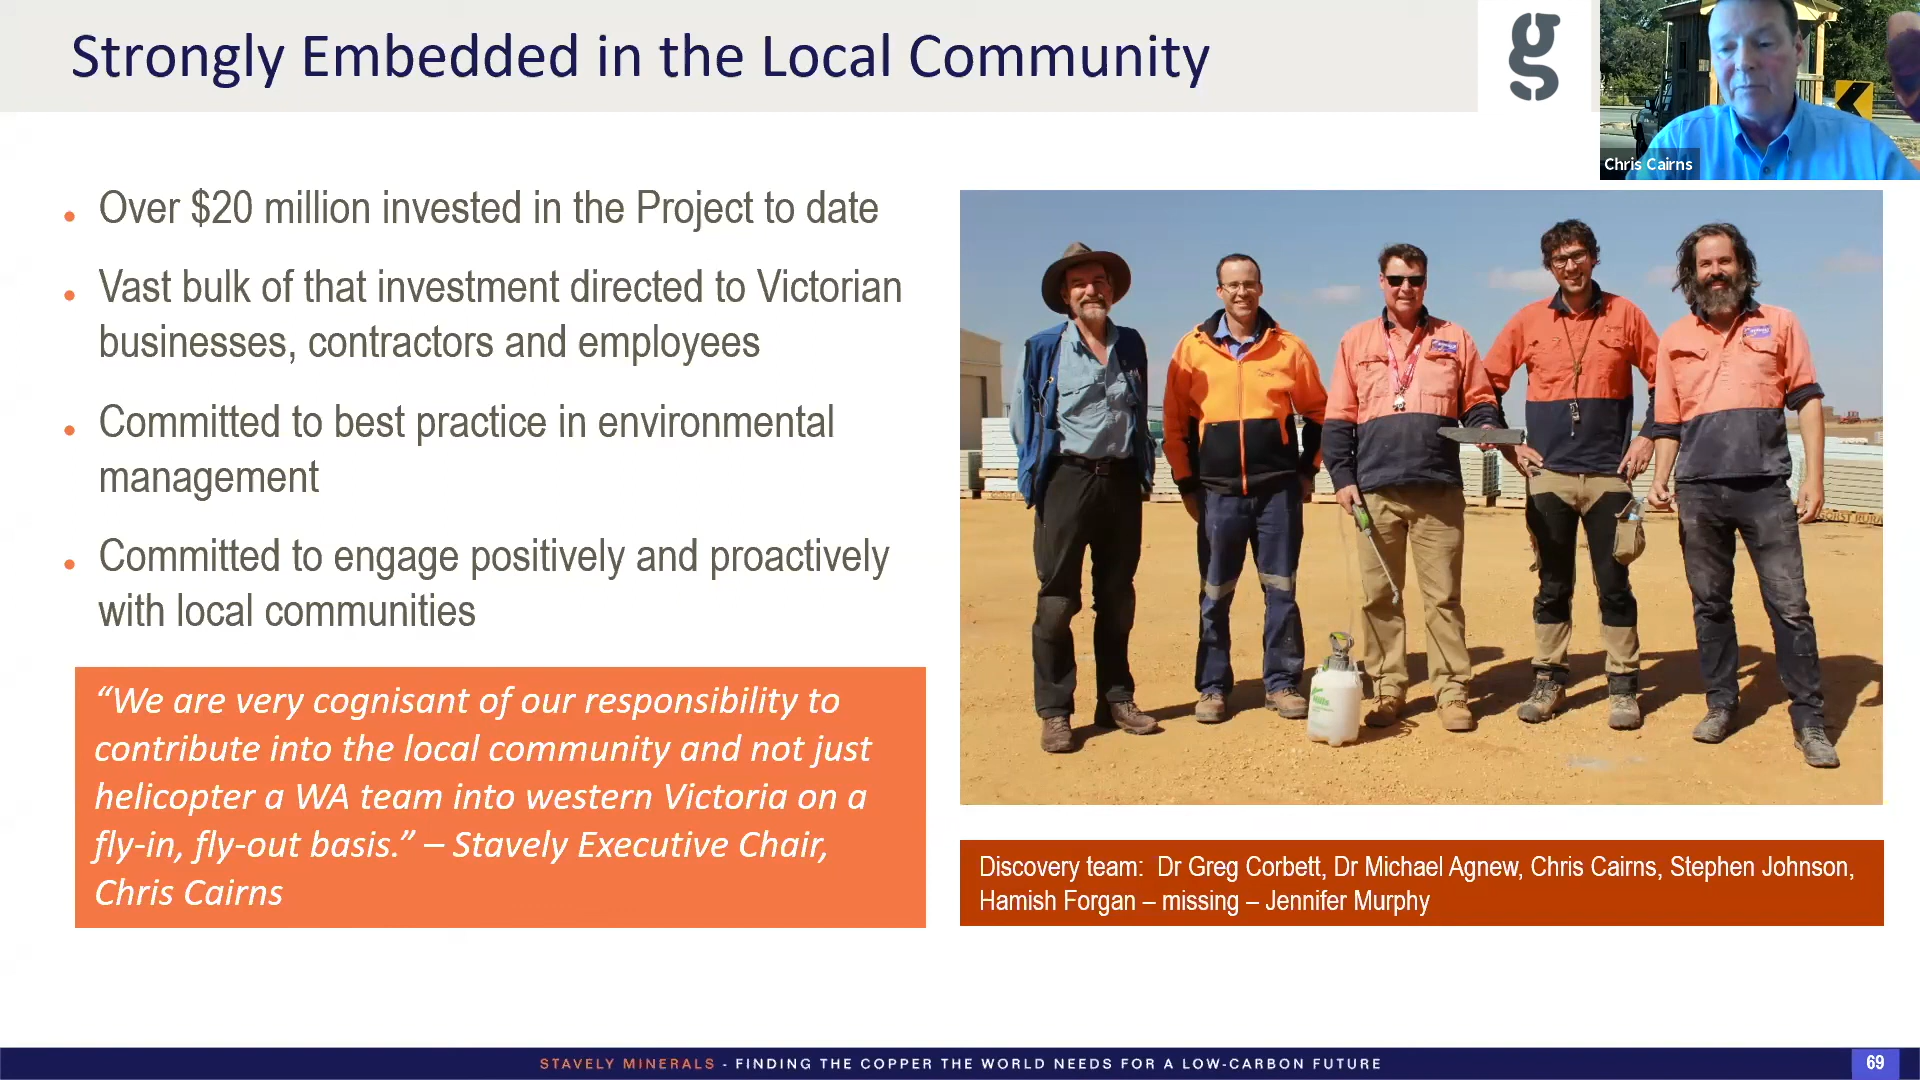 Strongly Embedded in the Local Community
g
Chris Cairns
Over $20 million invested in the Project to date
Vast bulk of that investment directed to Victorian
businesses, contractors and employees
Committed to best practice in environmental
management
Committed to engage positively and proactively
with local communities
“We are very cognisant of our responsibility to
contribute into the local community and not just
helicopter a WA team into western Victoria on a
fly-in, fly-out basis.” – Stavely Executive Chair,
Chris Cairns
Discovery team:  Dr Greg Corbett, Dr Michael Agnew, Chris Cairns, Stephen Johnson,
Hamish Forgan – missing – Jennifer Murphy
STAVELY MINERALS - FINDING THE COPPER THE WORLD NEEDS FOR A LOW-CARBON FUTURE
69